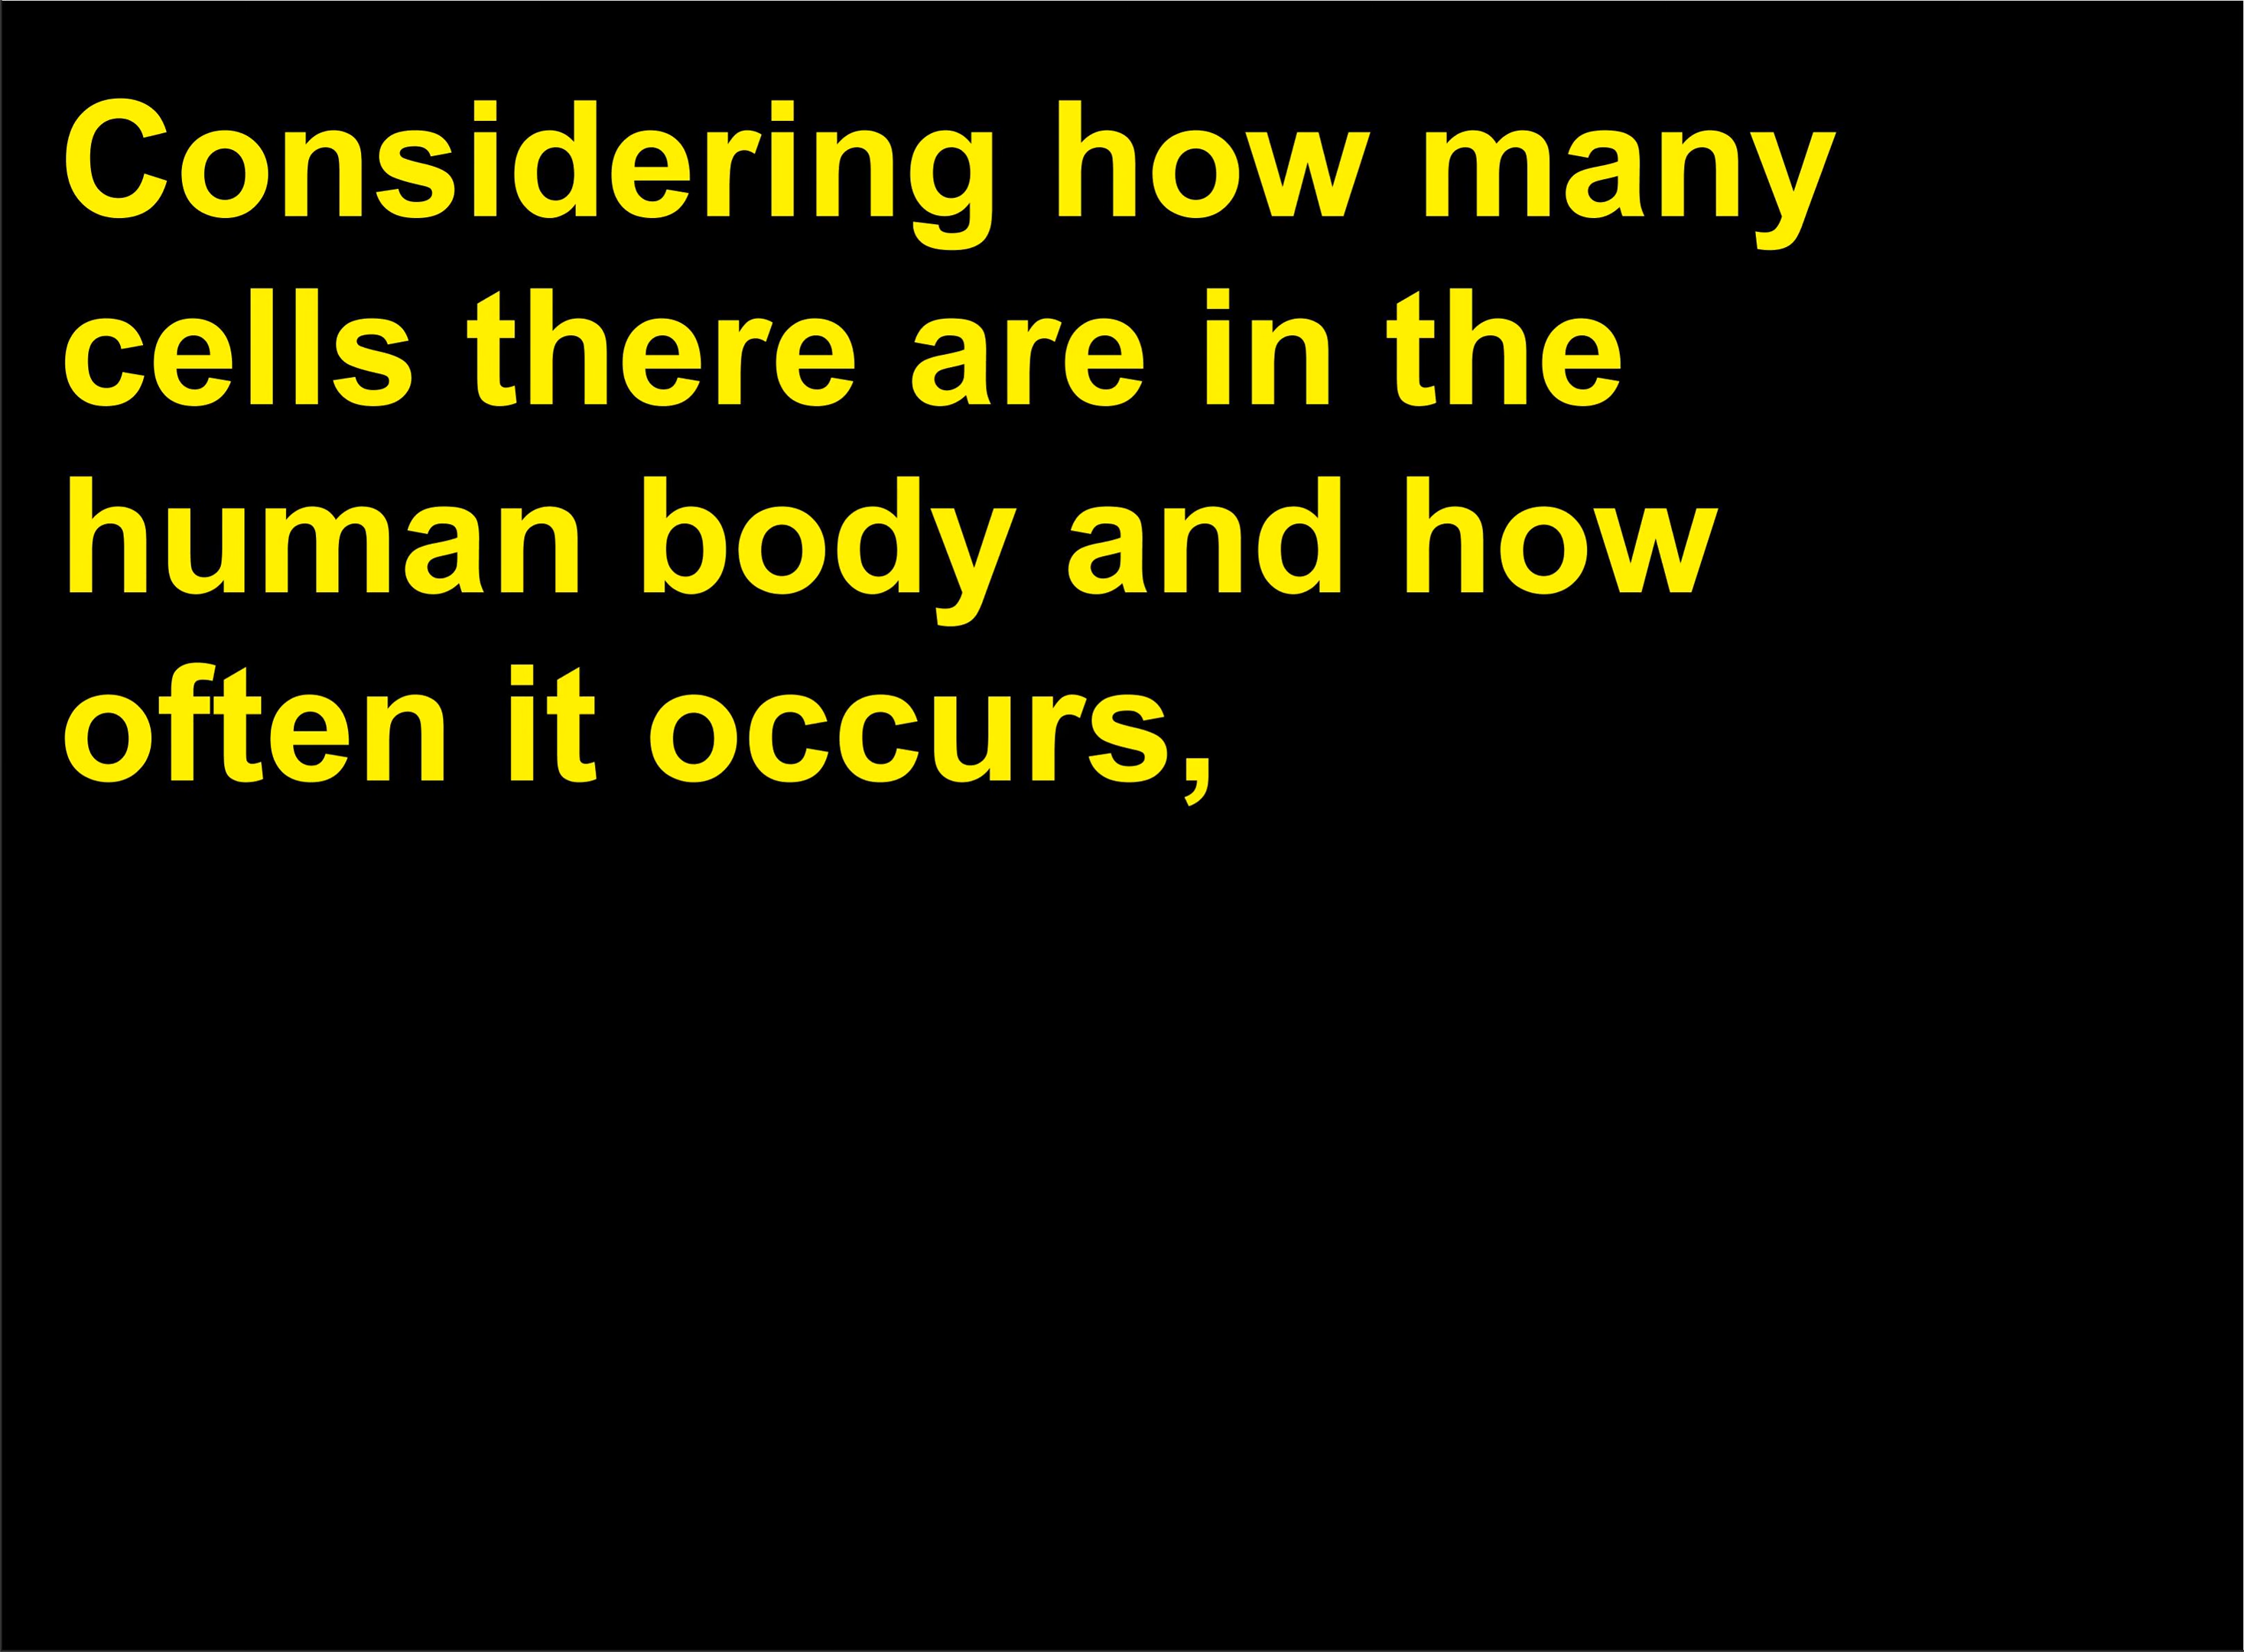 Considering how many
cells there are in the
human body and how
often it occurs,